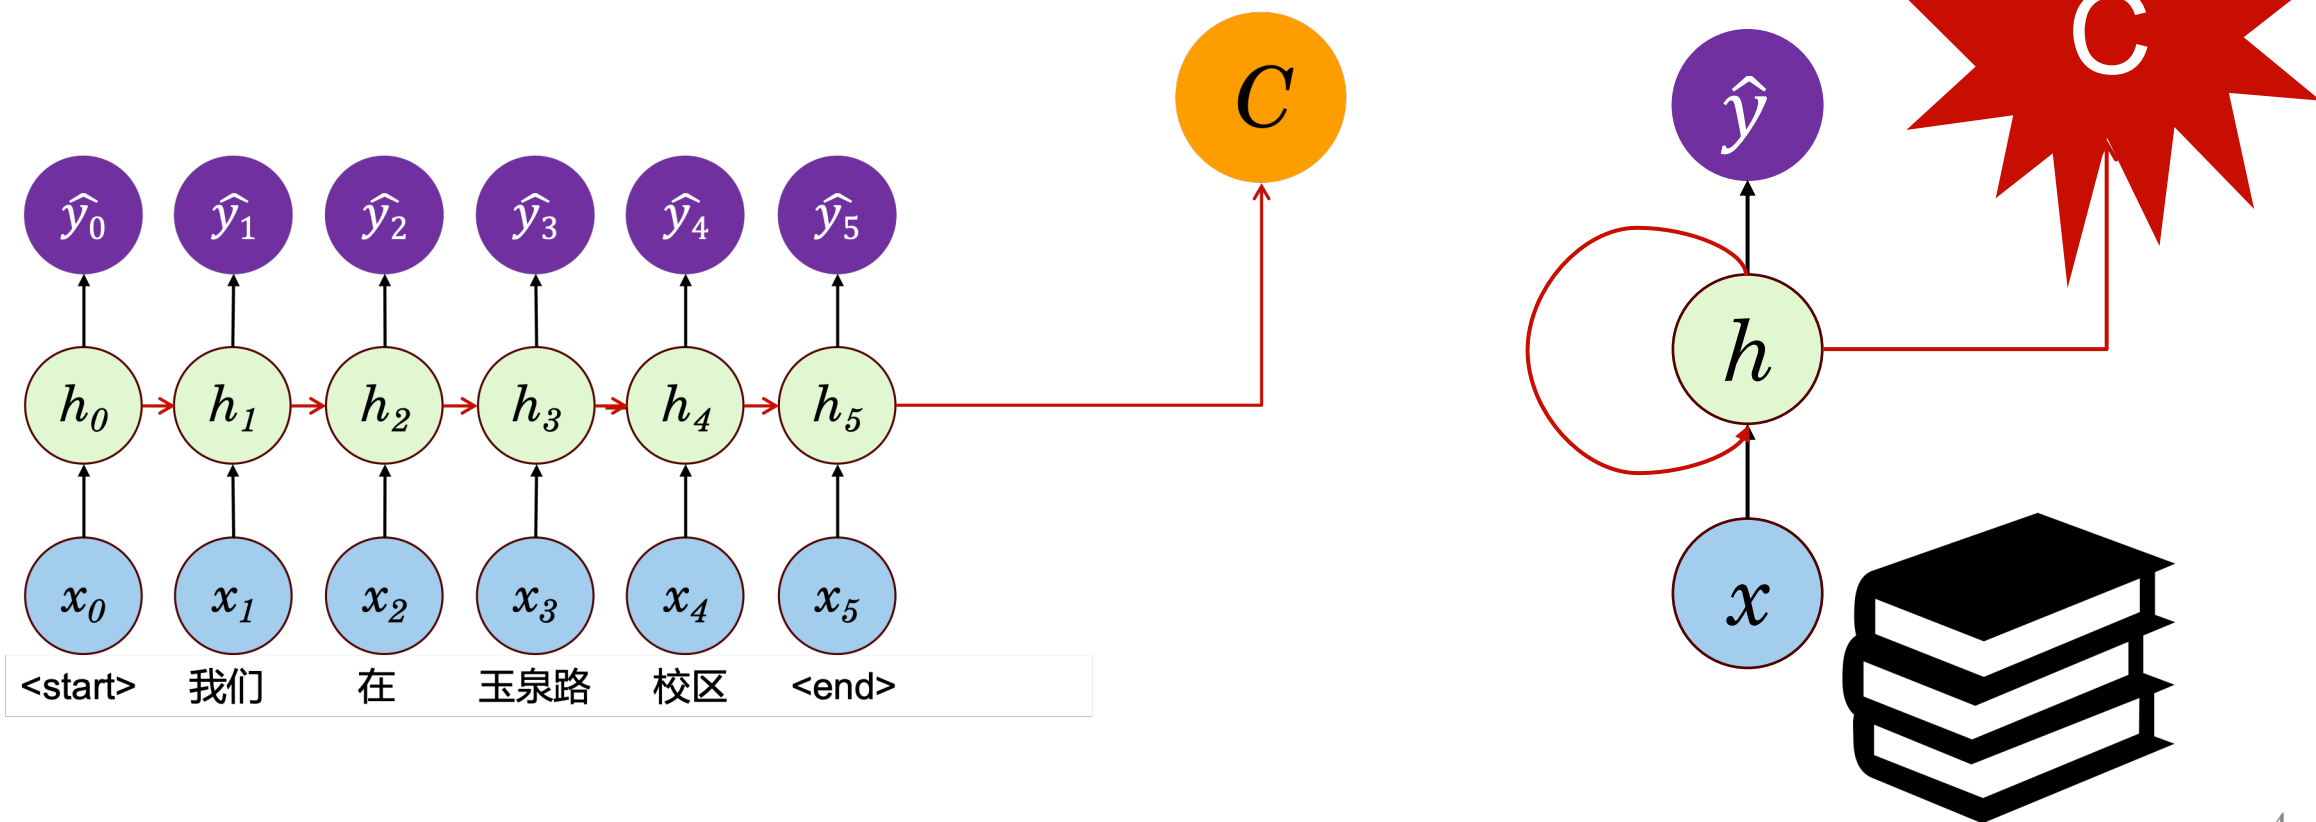 C
C
ŷ
ŷ₀ ŷ₁ ŷ₂ ŷ₃ ŷ₄ ŷ₅
h
h₀ h₁ h₂ h₃ h₄ h₅
x₀ x₁ x₂ x₃ x₄ x₅
x
<start> 我们 在 玉泉路 校区 <end>